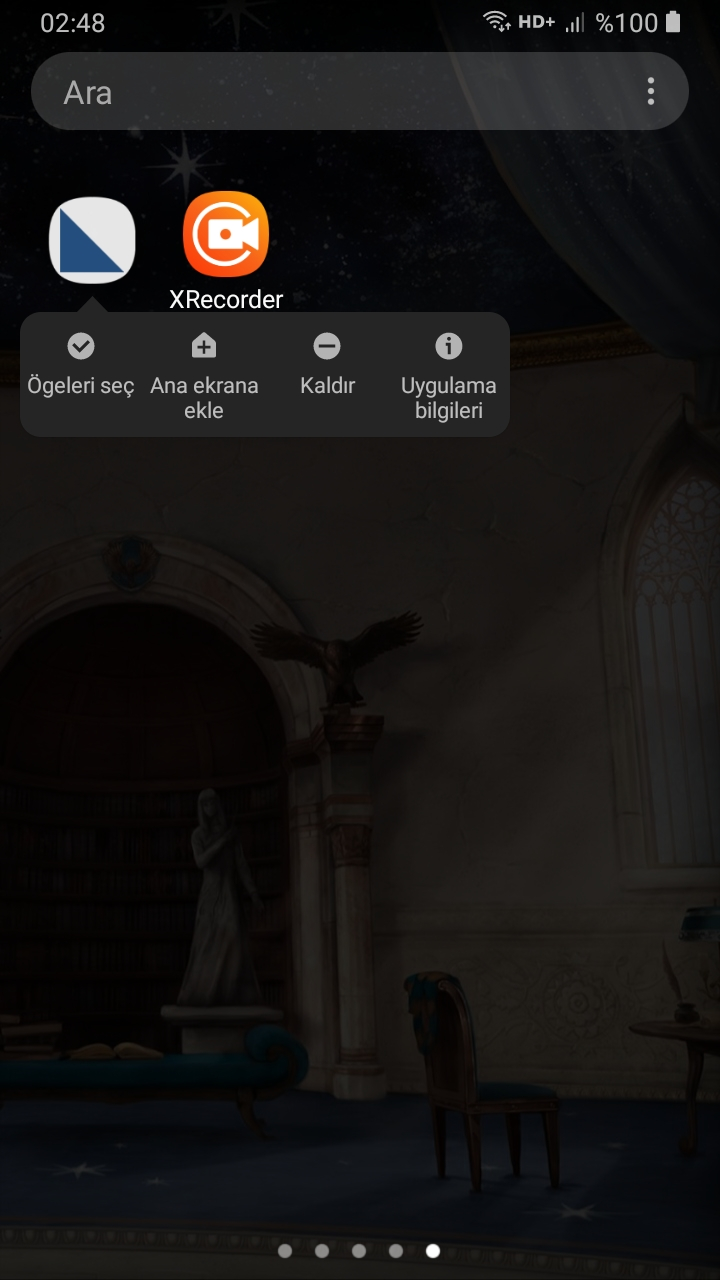 02:48
HD+
%100
Ara
XRecorder
Ögeleri seç
Ana ekrana
ekle
Kaldır
Uygulama
bilgileri